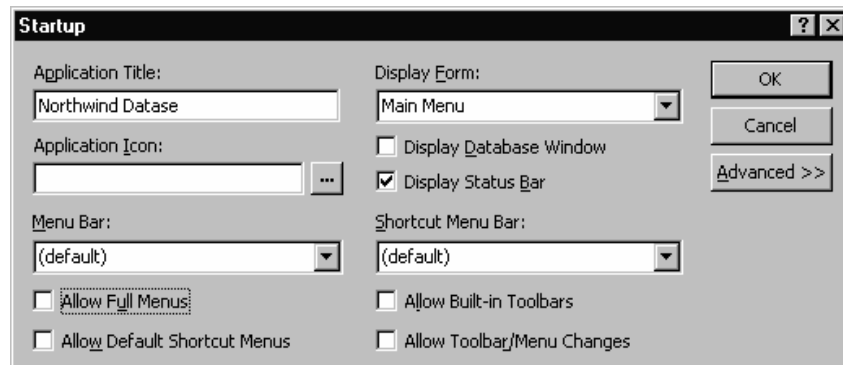 Startup
Application Title:
Northwind Datase
Application Icon:
...
Menu Bar:
(default)
Allow Full Menus
Allow Default Shortcut Menus
Display Form:
Main Menu
Display Database Window
Display Status Bar
Shortcut Menu Bar:
(default)
Allow Built-in Toolbars
Allow Toolbar/Menu Changes
OK
Cancel
Advanced >>